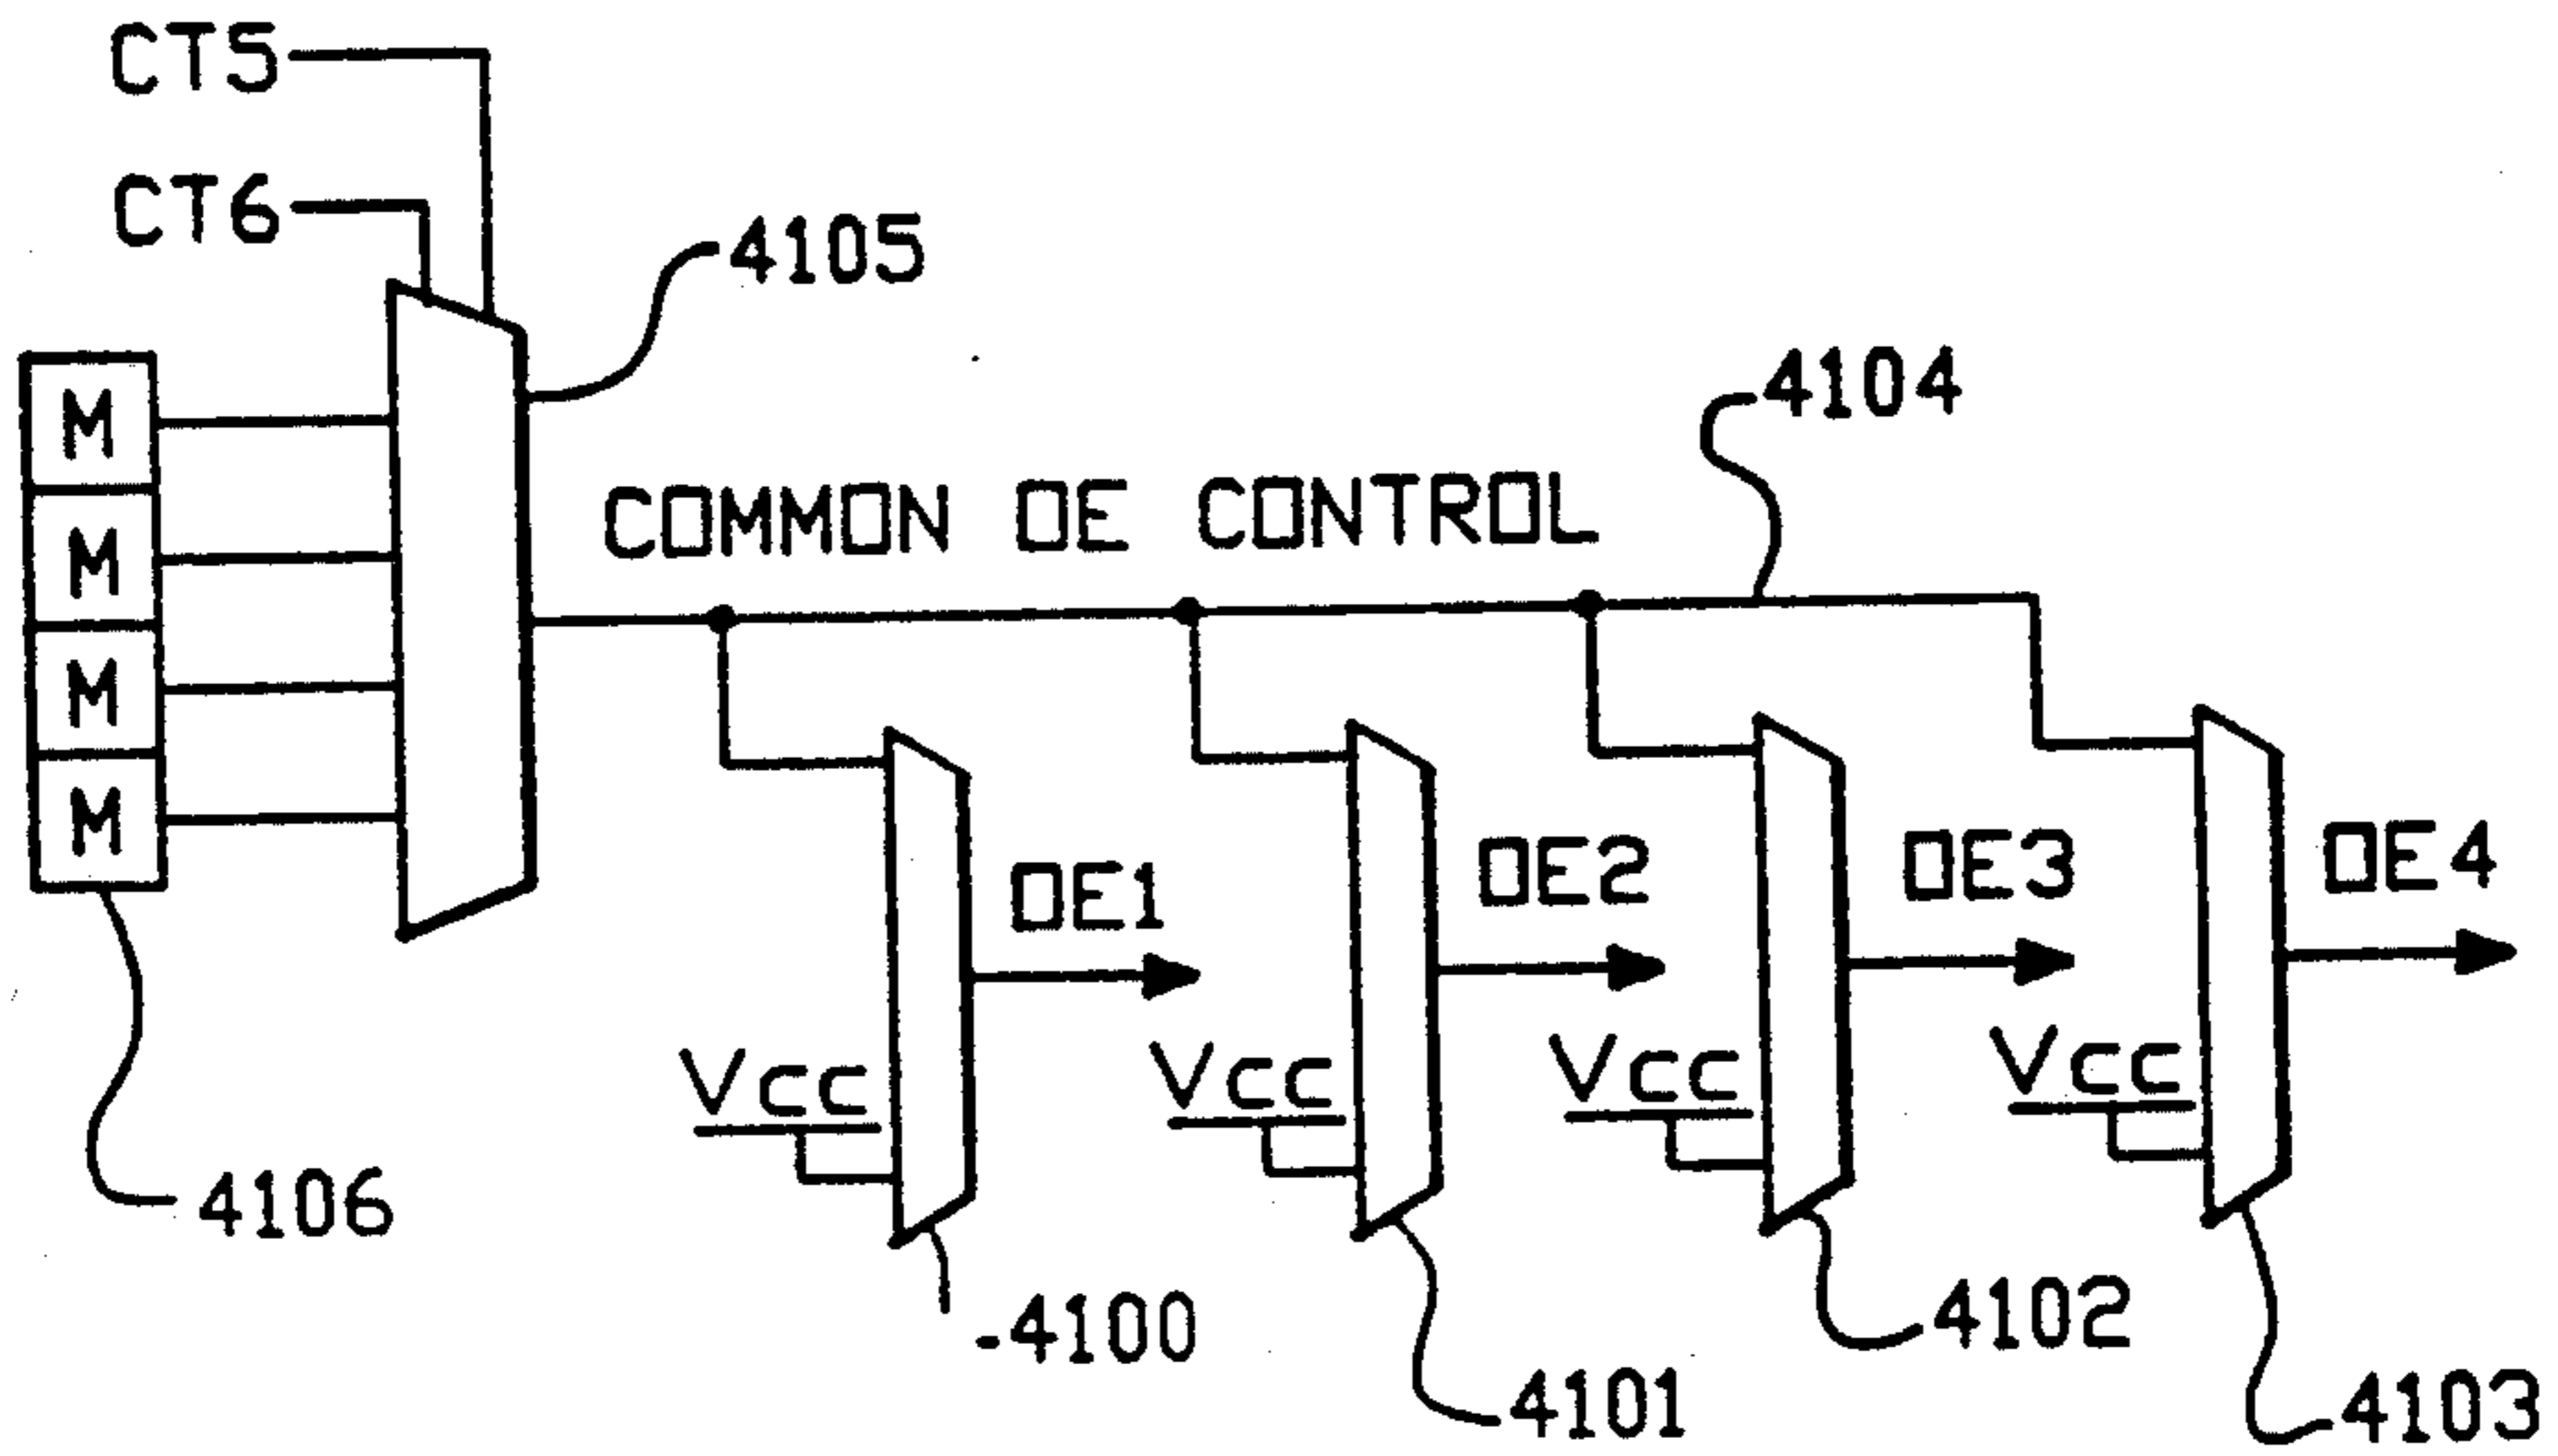 CT5
CT6
4105
4104
M
M
M
M
COMMON OE CONTROL
OE1
OE2
OE3
OE4
Vcc
Vcc
Vcc
Vcc
4106
4100
4101
4102
4103